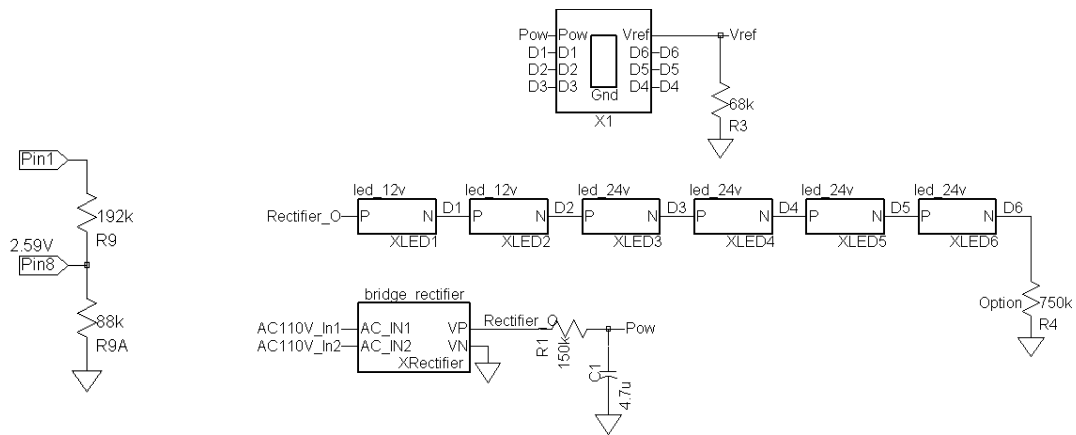 Pow Pow Vref Vref
D1 D1 D6 D6
D2 D2 D5 D5
D3 D3 D4 D4
Gnd
X1
68k
R3
Pin1
192k
R9
2.59V
Pin8
88k
R9A
led_12v led_12v led_24v led_24v led_24v led_24v
Rectifier_O P N D1 P N D2 P N D3 P N D4 P N D5 P N D6
XLED1 XLED2 XLED3 XLED4 XLED5 XLED6
Option 750k
R4
bridge_rectifier
AC110V_In1 AC_IN1 VP Rectifier_O Pow
AC110V_In2 AC_IN2 VN
XRectifier
R1
150k
C1
4.7u